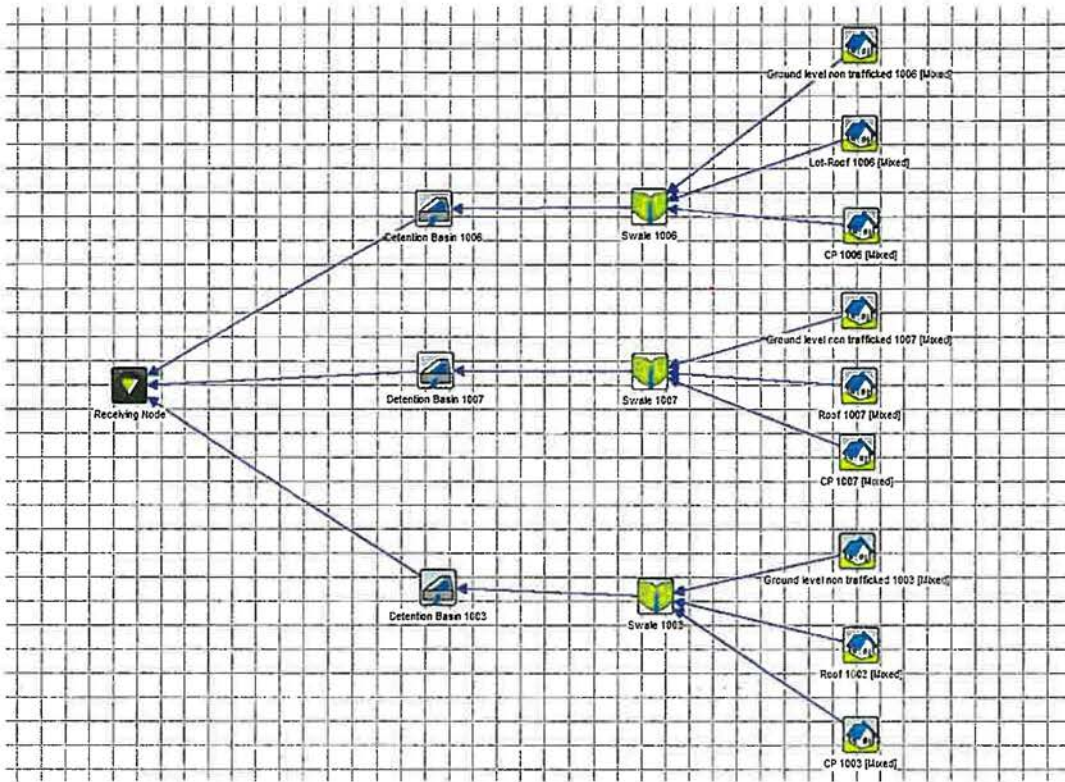 Ground level non trafficked 1006 [Mixed]
Lot-Roof 1006 [Mixed]
CP 1006 [Mixed]
Detention Basin 1006
Swale 1006
Ground level non trafficked 1007 [Mixed]
Roof 1007 [Mixed]
CP 1007 [Mixed]
Detention Basin 1007
Swale 1007
Receiving Node
Ground level non trafficked 1003 [Mixed]
Roof 1002 [Mixed]
CP 1003 [Mixed]
Detention Basin 1003
Swale 1003